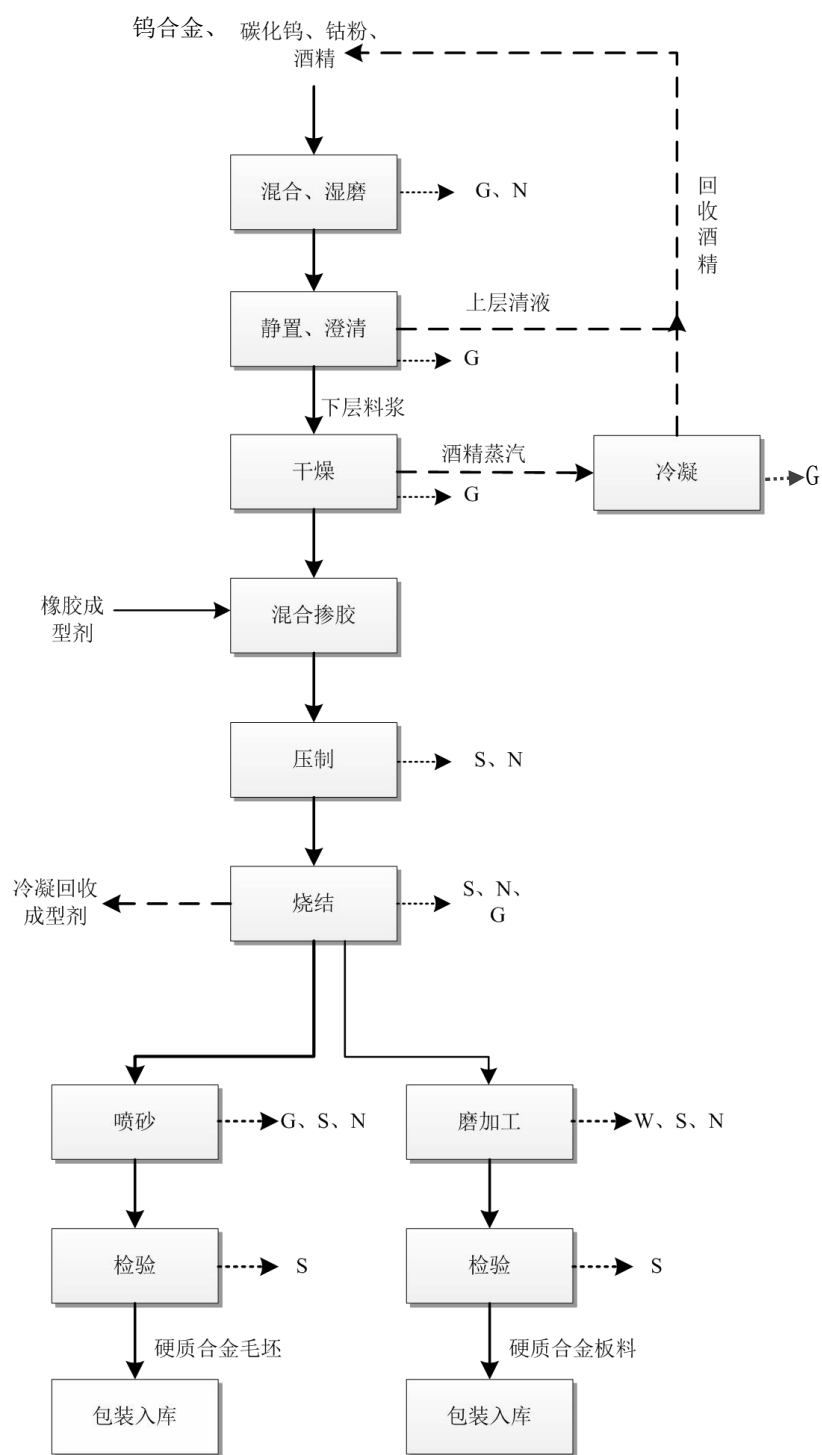 钨合金、
碳化钨、钴粉、
酒精
混合、湿磨
G、N
回
收
酒
精
静置、澄清
上层清液
G
下层料浆
干燥
酒精蒸汽
G
冷凝
G
橡胶成
型剂
混合掺胶
压制
S、N
冷凝回收
成型剂
烧结
S、N、
G
喷砂
G、S、N
磨加工
W、S、N
检验
S
检验
S
硬质合金毛坯
硬质合金板料
包装入库
包装入库